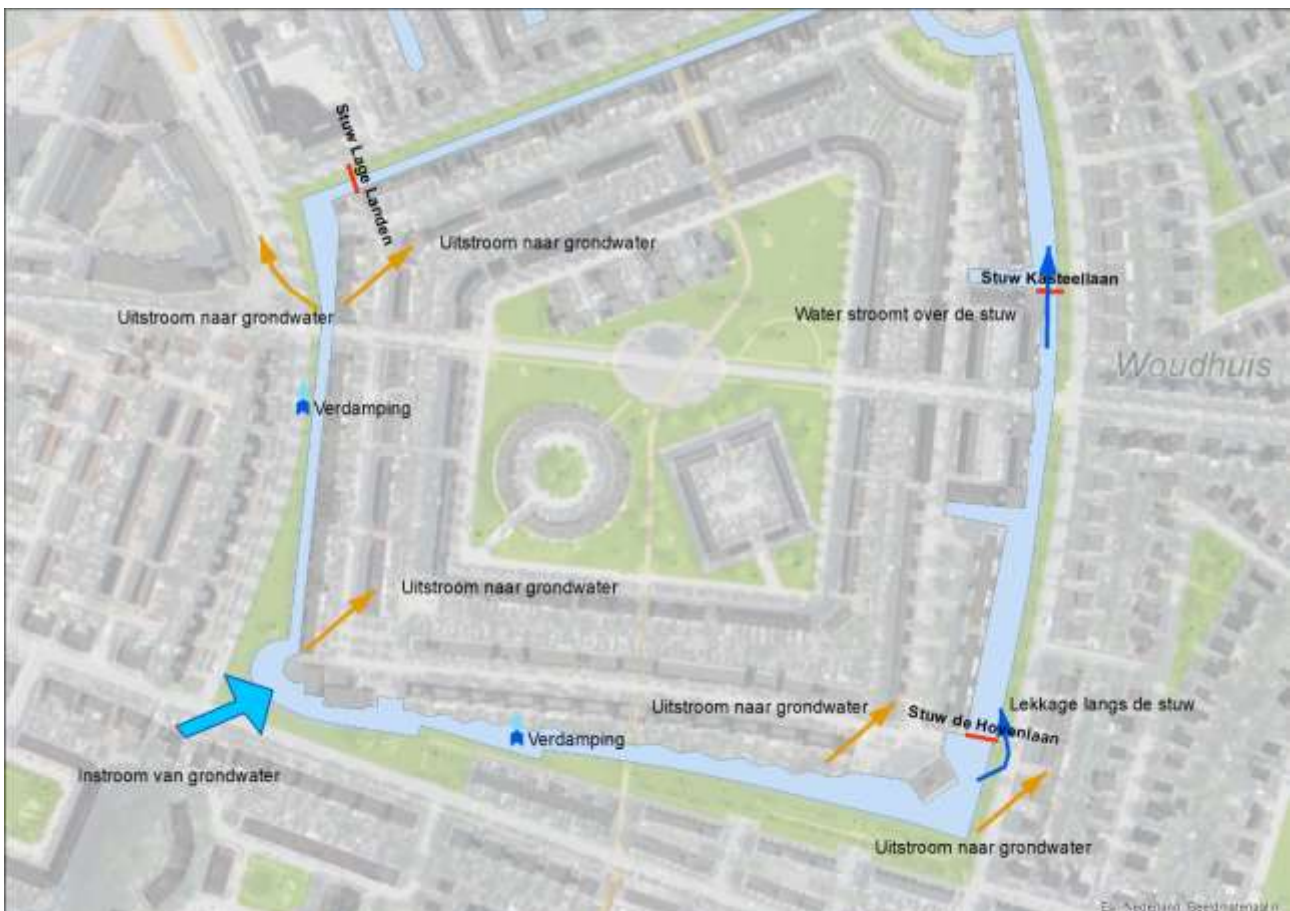 Stuw Lage Landen
Uitstroom naar grondwater
Stuw Kasteellaan
Uitstroom naar grondwater
Water stroomt over de stuw
Woudhuis
Verdamping
Uitstroom naar grondwater
Uitstroom naar grondwater
Lekkage langs de stuw
Stuw de Hovenlaan
Verdamping
Instroom van grondwater
Uitstroom naar grondwater